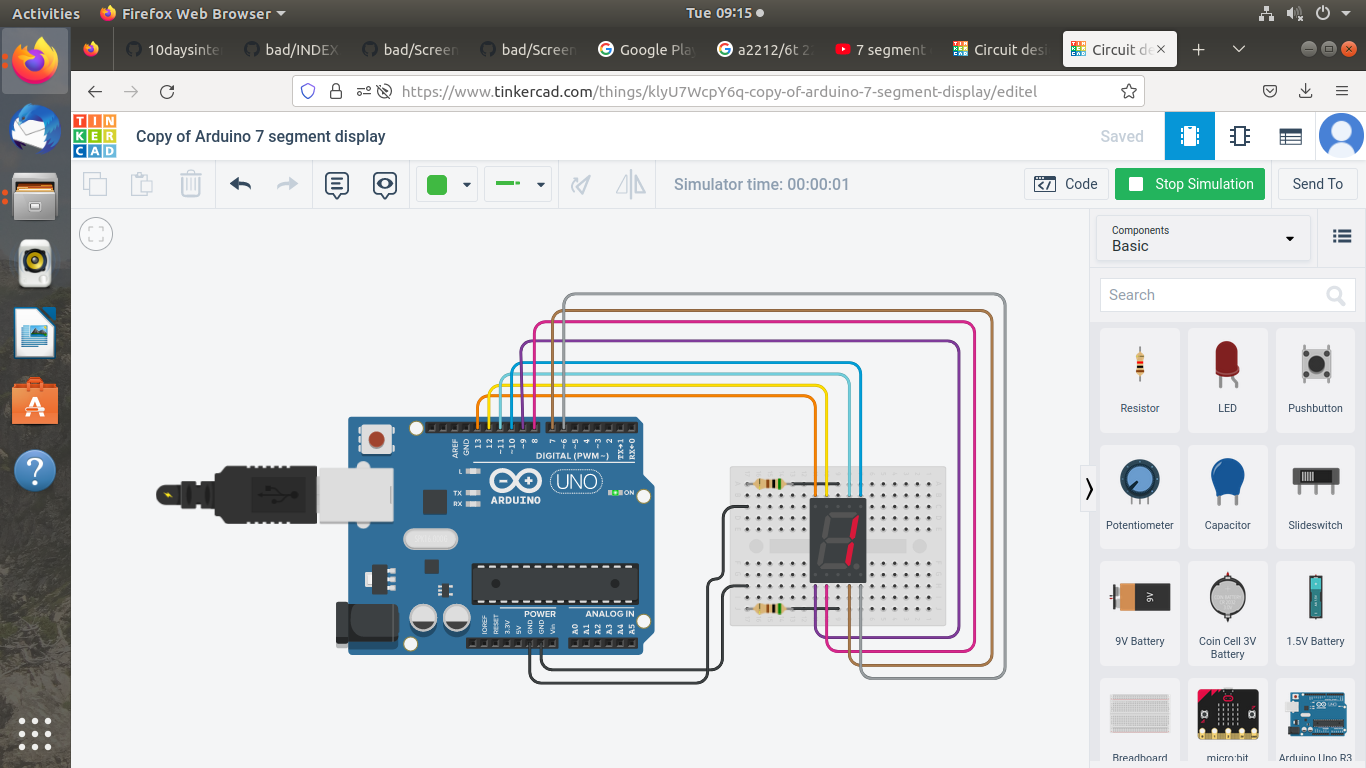 Activities
Firefox Web Browser
Tue 09:15
10daysinte
bad/INDEX
bad/Screen
bad/Screen
Google Play
a2212/6t 2
7 segment
Circuit desi
Circuit de
https://www.tinkercad.com/things/klyU7WcpY6q-copy-of-arduino-7-segment-display/editel
TIN
KER
CAD
Copy of Arduino 7 segment display
Saved
Simulator time: 00:00:01
Code
Stop Simulation
Send To
Components
Basic
Search
Resistor
LED
Pushbutton
Potentiometer
Capacitor
Slideswitch
9V
9V Battery
Coin Cell 3V
Battery
1.5V Battery
Breadboard
micro:bit
Arduino Uno R3
AREF
GND
13
12
~11
~10
~9
8
7
~6
~5
4
~3
2
TX→1
RX←0
DIGITAL (PWM~)
L
TX
RX
ARDUINO
UNO
ON
1
POWER
ANALOG IN
IOREF
RESET
3.3V
5V
GND
GND
Vin
A0
A1
A2
A3
A4
A5